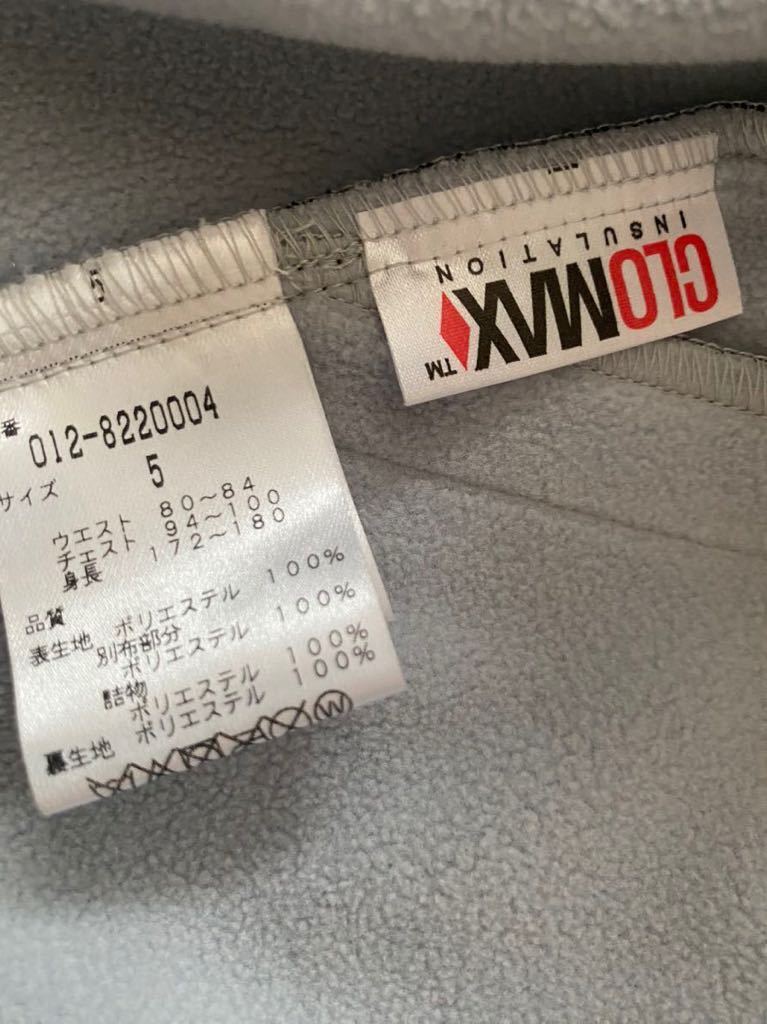 5
番 012-8220004
サイズ 5
ウエスト 80～84
チェスト 94～100
身長 172～180
品質
表生地 ポリエステル 100%
別布部分
ポリエステル 100%
詰物
ポリエステル 100%
裏生地 ポリエステル 100%
W
GLOMAX™
INSULATION